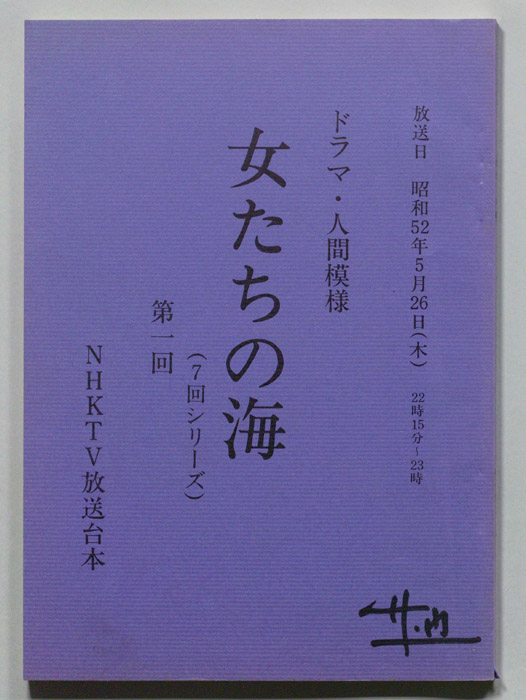 放送日 昭和52年5月26日(木) 22時15分~23時
ドラマ・人間模様
女たちの海
(7回シリーズ)
第一回
NHKTV放送台本